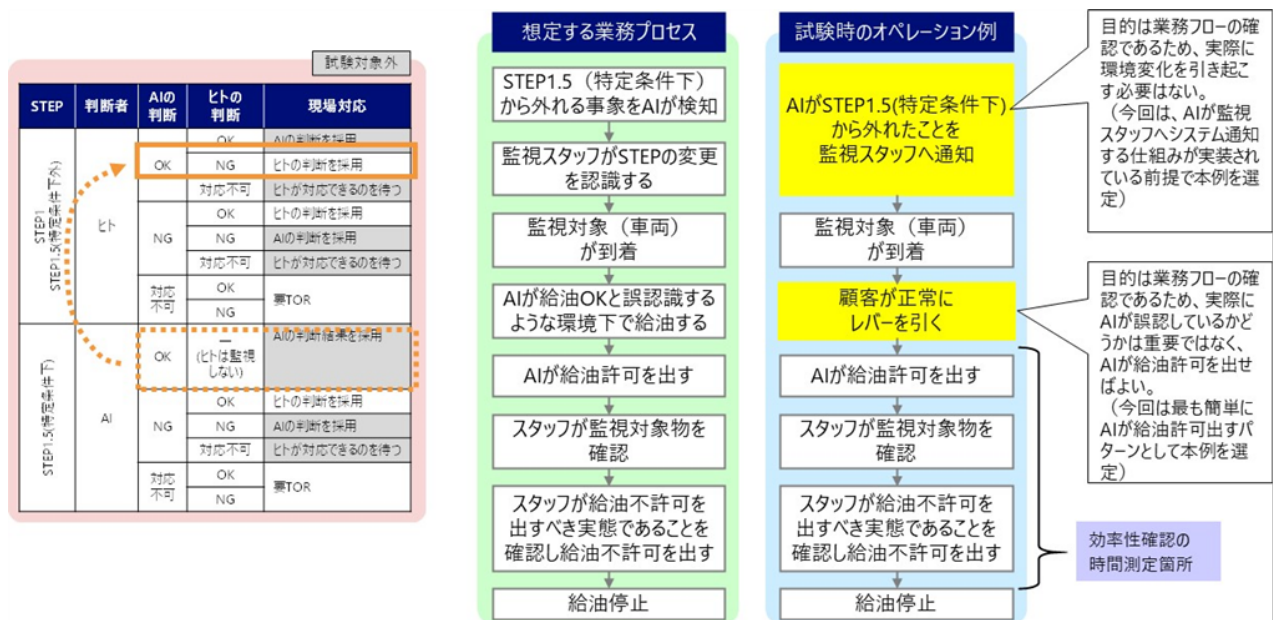 試験対象外
STEP
判断者
AIの
判断
ヒトの
判断
現場対応
STEP1
STEP1.5(特定条件下外)
ヒト
OK
OK
AIの判断を採用
NG
ヒトの判断を採用
対応不可
ヒトが対応できるのを待つ
NG
OK
ヒトの判断を採用
NG
AIの判断を採用
対応不可
ヒトが対応できるのを待つ
対応
不可
OK
NG
要TOR
STEP1.5(特定条件下)
AI
OK
―
(ヒトは監視
しない)
AIの判断結果を採用
NG
OK
ヒトの判断を採用
NG
AIの判断を採用
対応不可
ヒトが対応できるのを待つ
対応
不可
OK
NG
要TOR
想定する業務プロセス
STEP1.5（特定条件下）
から外れる事象をAIが検知
監視スタッフがSTEPの変更
を認識する
監視対象（車両）
が到着
AIが給油OKと誤認識する
ような環境下で給油する
AIが給油許可を出す
スタッフが監視対象物を
確認
スタッフが給油不許可を
出すべき実態であることを
確認し給油不許可を出す
給油停止
試験時のオペレーション例
AIがSTEP1.5(特定条件下)
から外れたことを
監視スタッフへ通知
監視対象（車両）
が到着
顧客が正常に
レバーを引く
AIが給油許可を出す
スタッフが監視対象物を
確認
スタッフが給油不許可を
出すべき実態であることを
確認し給油不許可を出す
給油停止
目的は業務フローの確
認であるため、実際に
環境変化を引き起こ
す必要はない。
（今回は、AIが監視
スタッフへシステム通知
する仕組みが実装され
ている前提で本例を選
定）
目的は業務フローの確
認であるため、実際に
AIが誤認しているかど
うかは重要ではなく、
AIが給油許可を出せ
ばよい。
（今回は最も簡単に
AIが給油許可出すパ
ターンとして本例を選
定）
効率性確認の
時間測定箇所